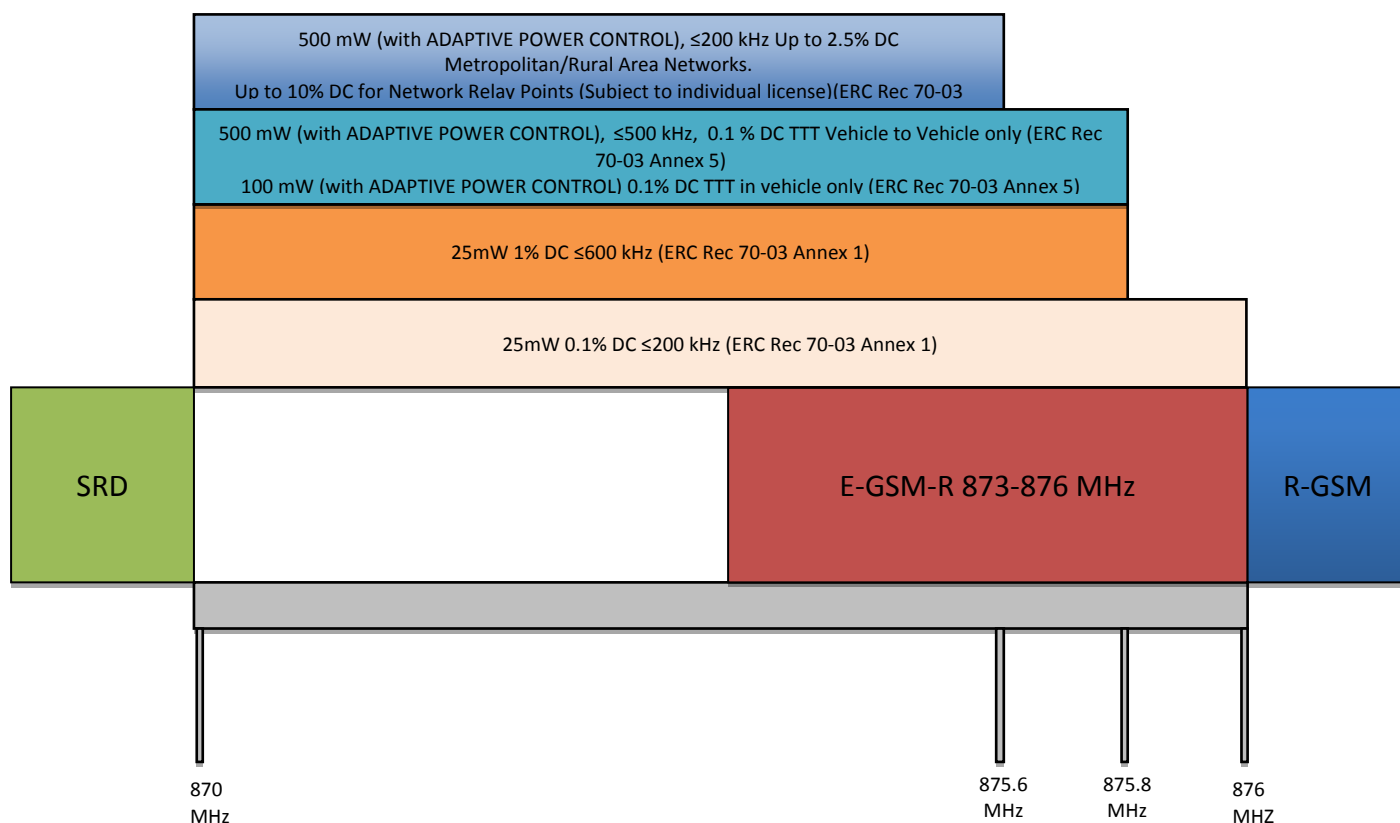 500 mW (with ADAPTIVE POWER CONTROL), ≤200 kHz Up to 2.5% DC
Metropolitan/Rural Area Networks.
Up to 10% DC for Network Relay Points (Subject to individual license)(ERC Rec 70-03
500 mW (with ADAPTIVE POWER CONTROL), ≤500 kHz, 0.1 % DC TTT Vehicle to Vehicle only (ERC Rec
70-03 Annex 5)
100 mW (with ADAPTIVE POWER CONTROL) 0.1% DC TTT in vehicle only (ERC Rec 70-03 Annex 5)
25mW 1% DC ≤600 kHz (ERC Rec 70-03 Annex 1)
25mW 0.1% DC ≤200 kHz (ERC Rec 70-03 Annex 1)
SRD
E-GSM-R 873-876 MHz
R-GSM
870
MHz
875.6
MHz
875.8
MHz
876
MHZ